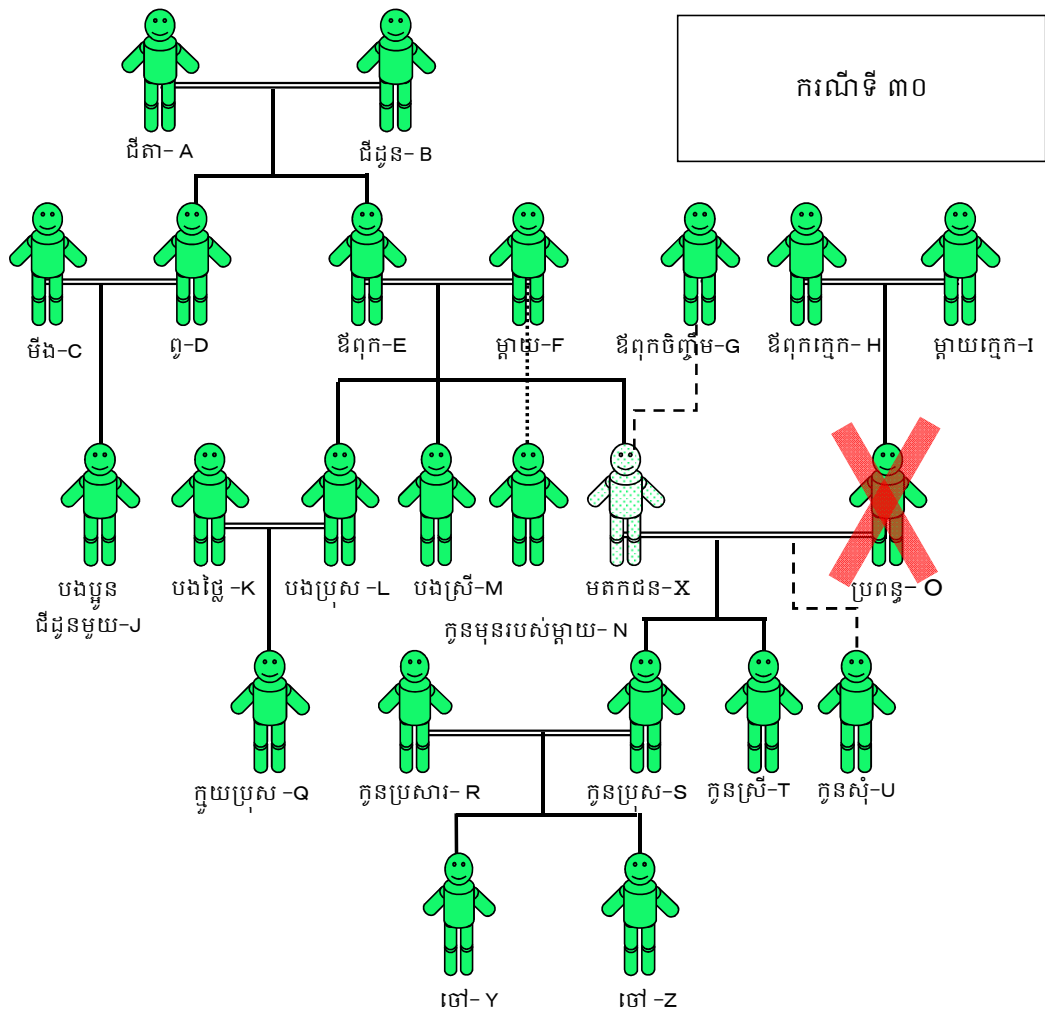 ករណីទី ៣០
ជីតា- A
ជីដូន- B
មីង-C
ពូ-D
ឪពុក-E
ម្តាយ-F
ឪពុកចិញ្ចឹម-G
ឪពុកក្មេក- H
ម្តាយក្មេក-I
បងប្អូន
ជីដូនមួយ-J
បងថ្លៃ -K
បងប្រុស -L
បងស្រី-M
មតកជន-X
ប្រពន្ធ- O
កូនមុនរបស់ម្តាយ- N
ក្មួយប្រុស -Q
កូនប្រសារ- R
កូនប្រុស-S
កូនស្រី-T
កូនសុំ-U
ចៅ- Y
ចៅ -Z